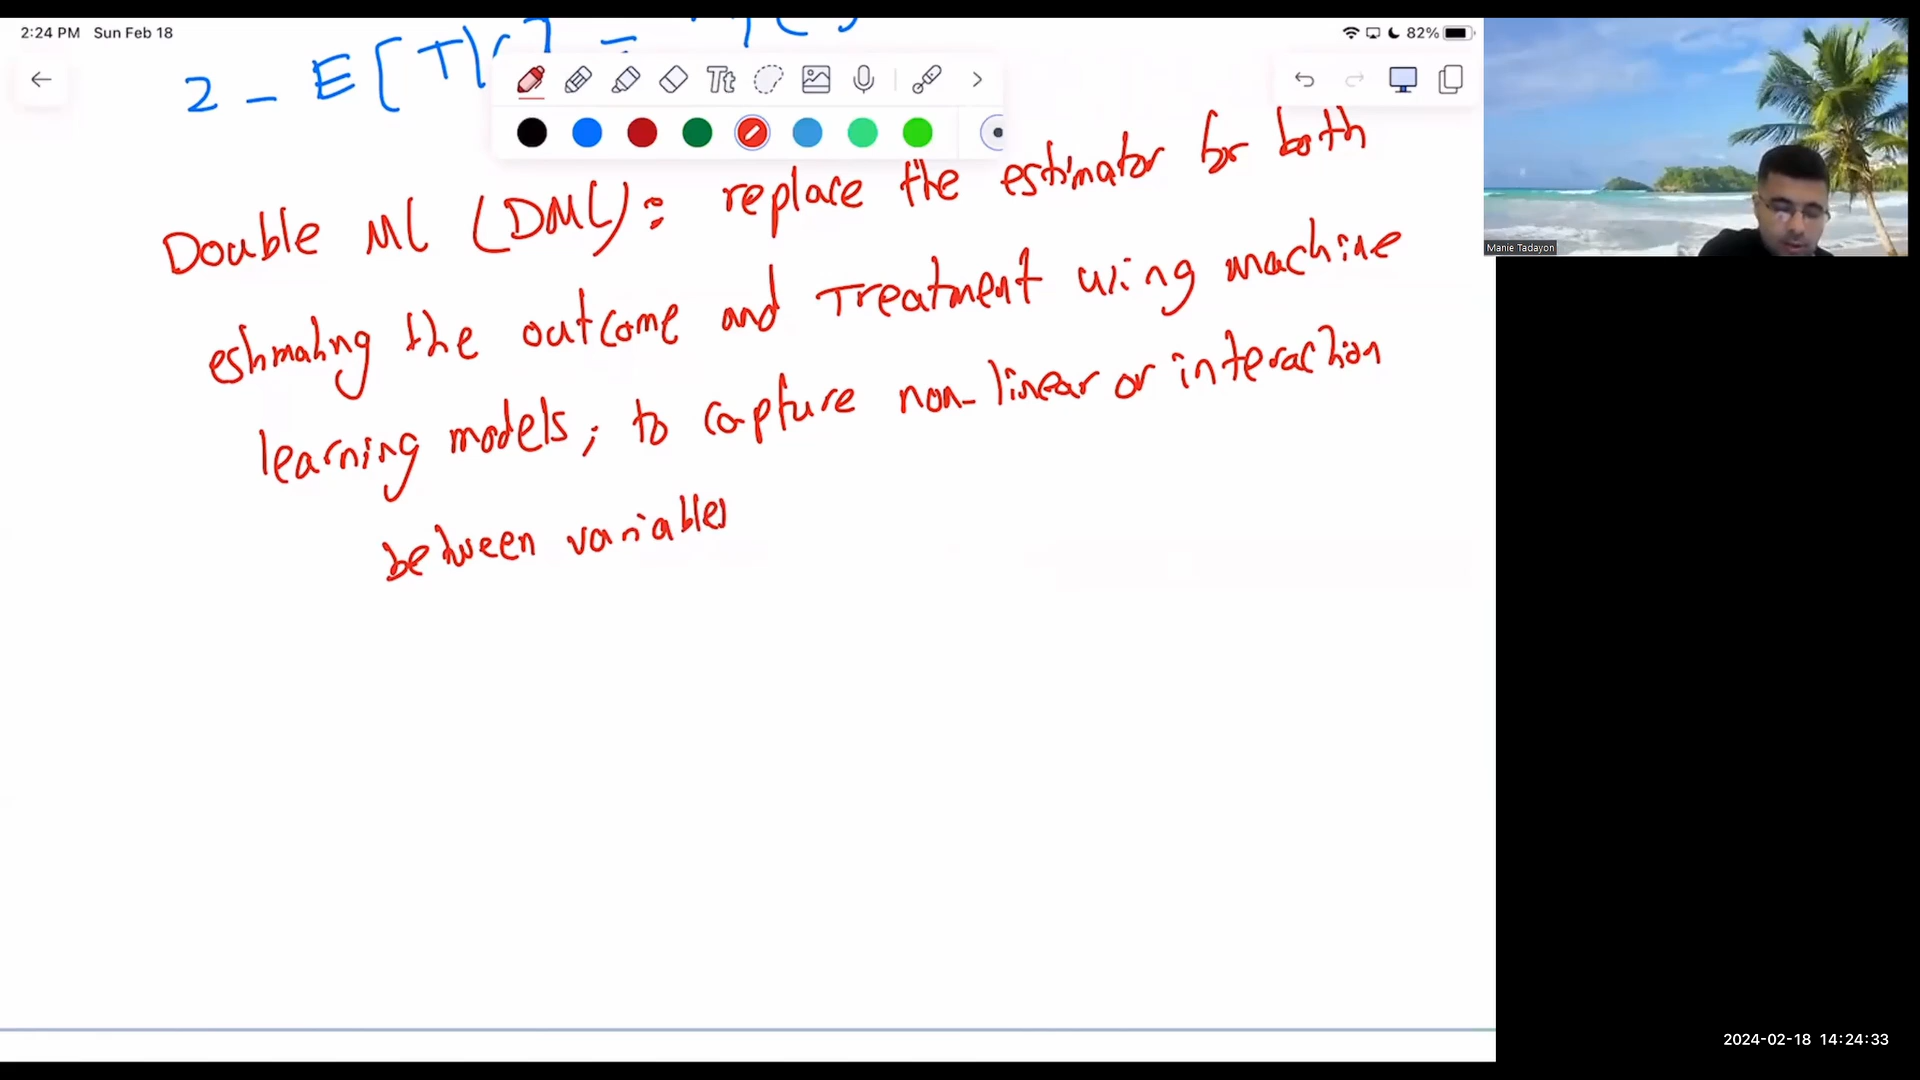 2:24 PM Sun Feb 18
82%
2 - E[T|
Tt
Double ML (DML): replace the estimator for both
estimating the outcome and Treatment using machine
learning models, to capture non-linear or interaction
between variables
Manie Tadayon
2024-02-18 14:24:33